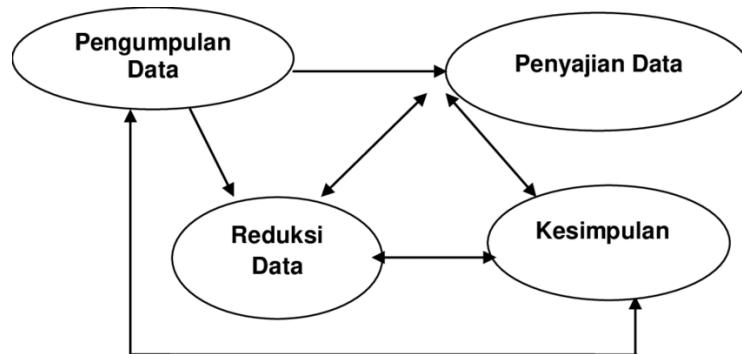 Pengumpulan
Data
Penyajian Data
Reduksi
Data
Kesimpulan